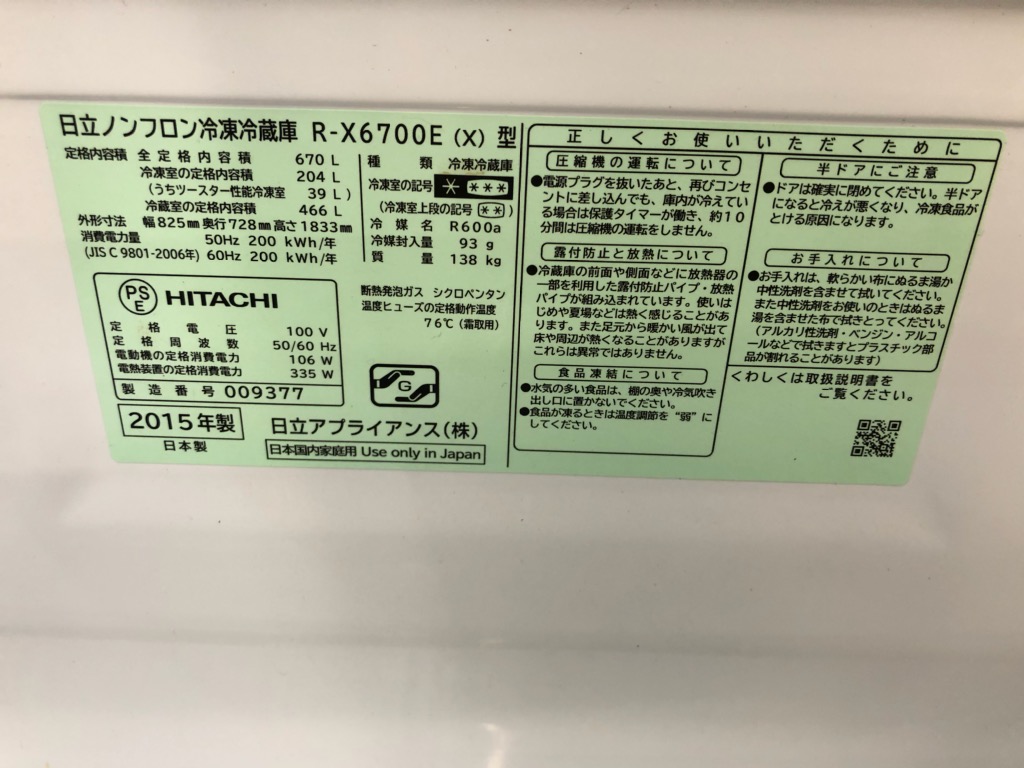 日立ノンフロン冷凍冷蔵庫 R-X6700E (X) 型
定格内容積 全定格内容積 670 L
冷凍室の定格内容積 204 L
(うちツースター性能冷凍室 39 L)
冷蔵室の定格内容積 466 L
外形寸法 幅825mm 奥行728mm 高さ1833mm
消費電力量 50Hz 200 kWh/年
(JIS C 9801-2006年) 60Hz 200 kWh/年
種類 冷凍冷蔵庫
冷凍室の記号 * ***
(冷凍室上段の記号 **)
冷媒 R600a
冷媒封入量 93 g
質量 138 kg
PS
E
HITACHI
定格電圧 100 V
定格周波数 50/60 Hz
電動機の定格消費電力 106 W
電熱装置の定格消費電力 335 W
製造番号 009377
2015年製
日本製
断熱発泡ガス シクロペンタン
温度ヒューズの定格動作温度
76℃(霜取用)
G
日立アプライアンス(株)
日本国内家庭用 Use only in Japan
正しくお使いいただくために
圧縮機の運転について
●電源プラグを抜いたあと、再びコンセ
ントに差し込んでも、庫内が冷えてい
る場合は保護タイマーが働き、約10
分間は圧縮機の運転をしません。
露付防止と放熱について
●冷蔵庫の前面や側面などに放熱器の
一部を利用した露付防止パイプ・放熱
パイプが組み込まれています。使いは
じめや夏場などは熱く感じることがあ
ります。また足元から暖かい風が出て
床や周辺が熱くなることがありますが
これらは異常ではありません。
食品凍結について
●水気の多い食品は、棚の奥や冷気吹き
出し口に置かないでください。
●食品が凍るときは温度調節を“弱”に
してください。
半ドアにご注意
●ドアは確実に閉めてください。半ドア
になると冷えが悪くなり、冷凍食品が
とける原因になります。
お手入れについて
●お手入れは、軟らかい布にぬるま湯か
中性洗剤を含ませて拭いてください。
また中性洗剤をお使いのときはぬるま
湯を含ませた布で拭きとってください。
(アルカリ性洗剤・ベンジン・アルコ
ールなどで拭きますとプラスチック部
品が割れることがあります)
くわしくは取扱説明書を
ご覧ください。